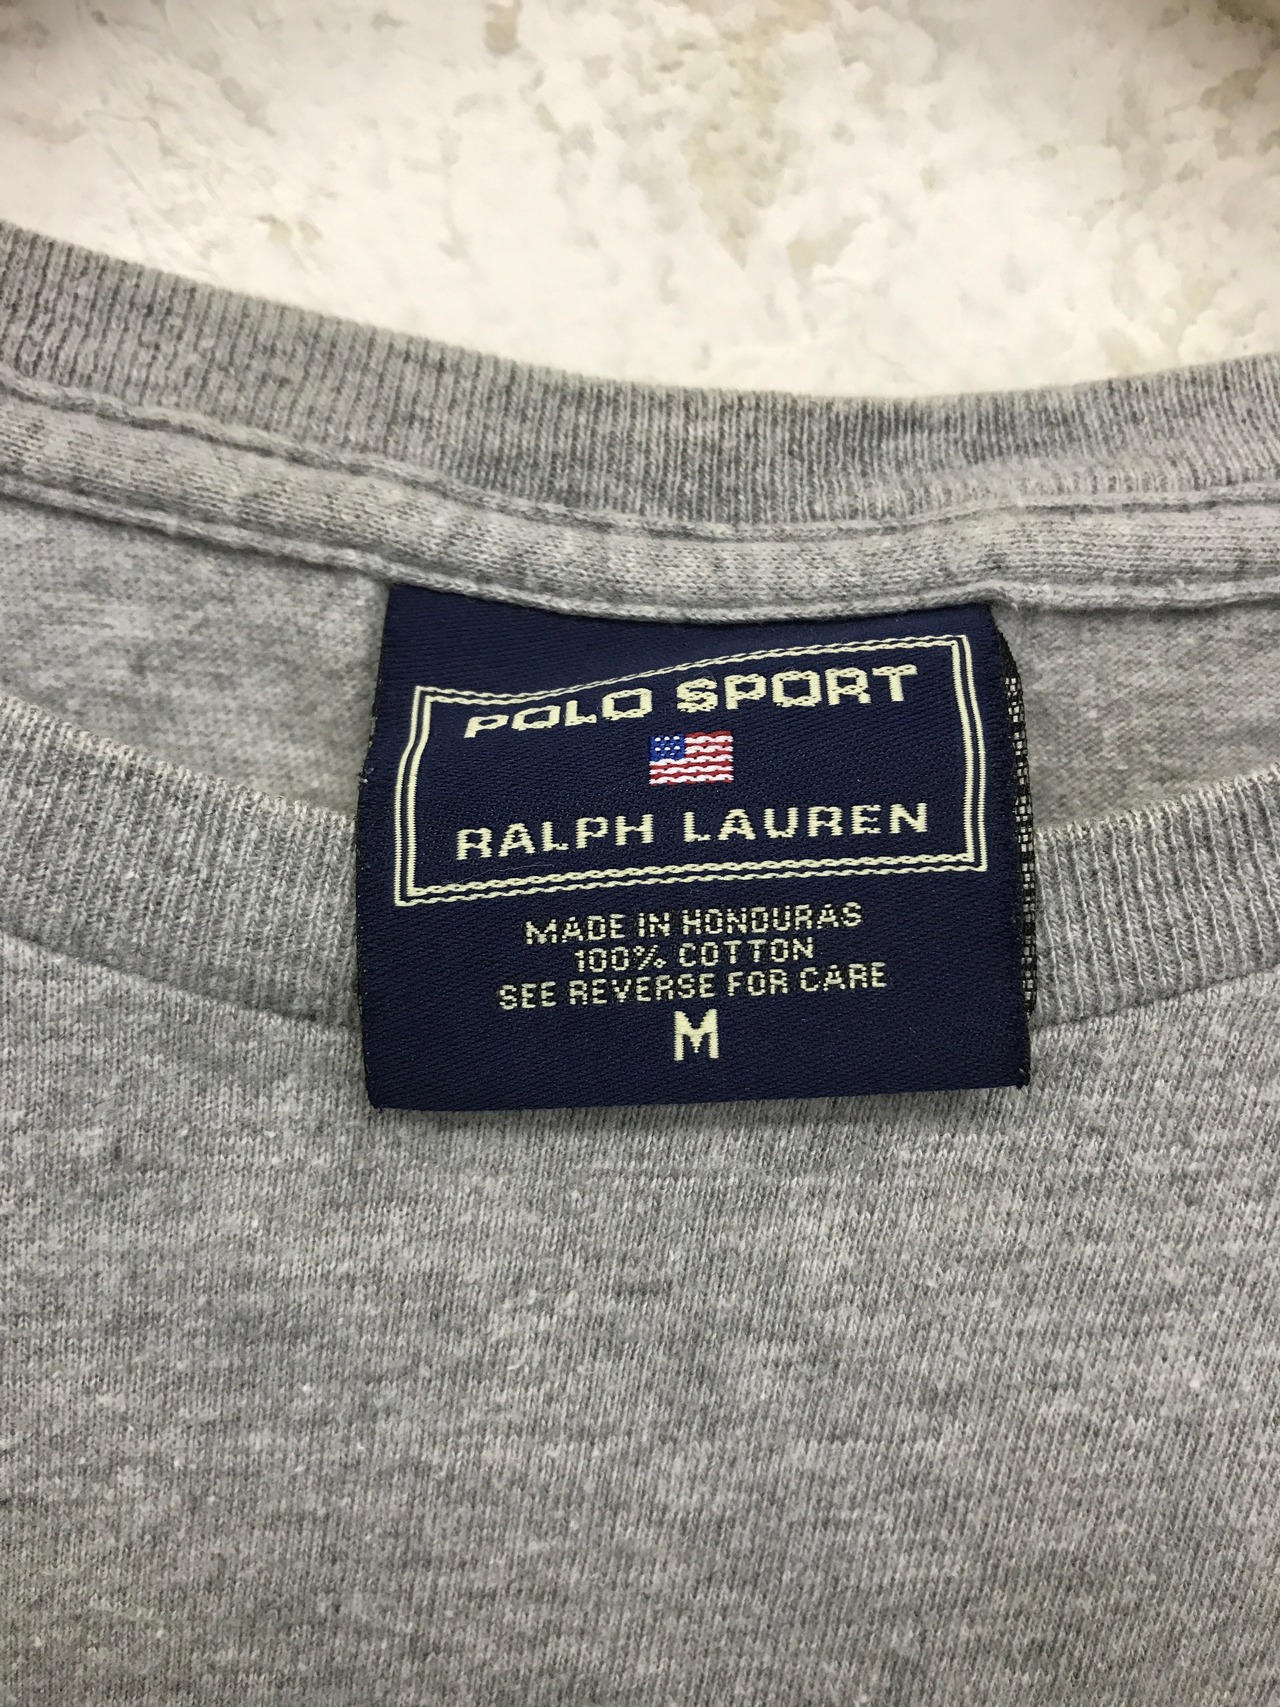 POLO SPORT
RALPH LAUREN
MADE IN HONDURAS
100% COTTON
SEE REVERSE FOR CARE
M